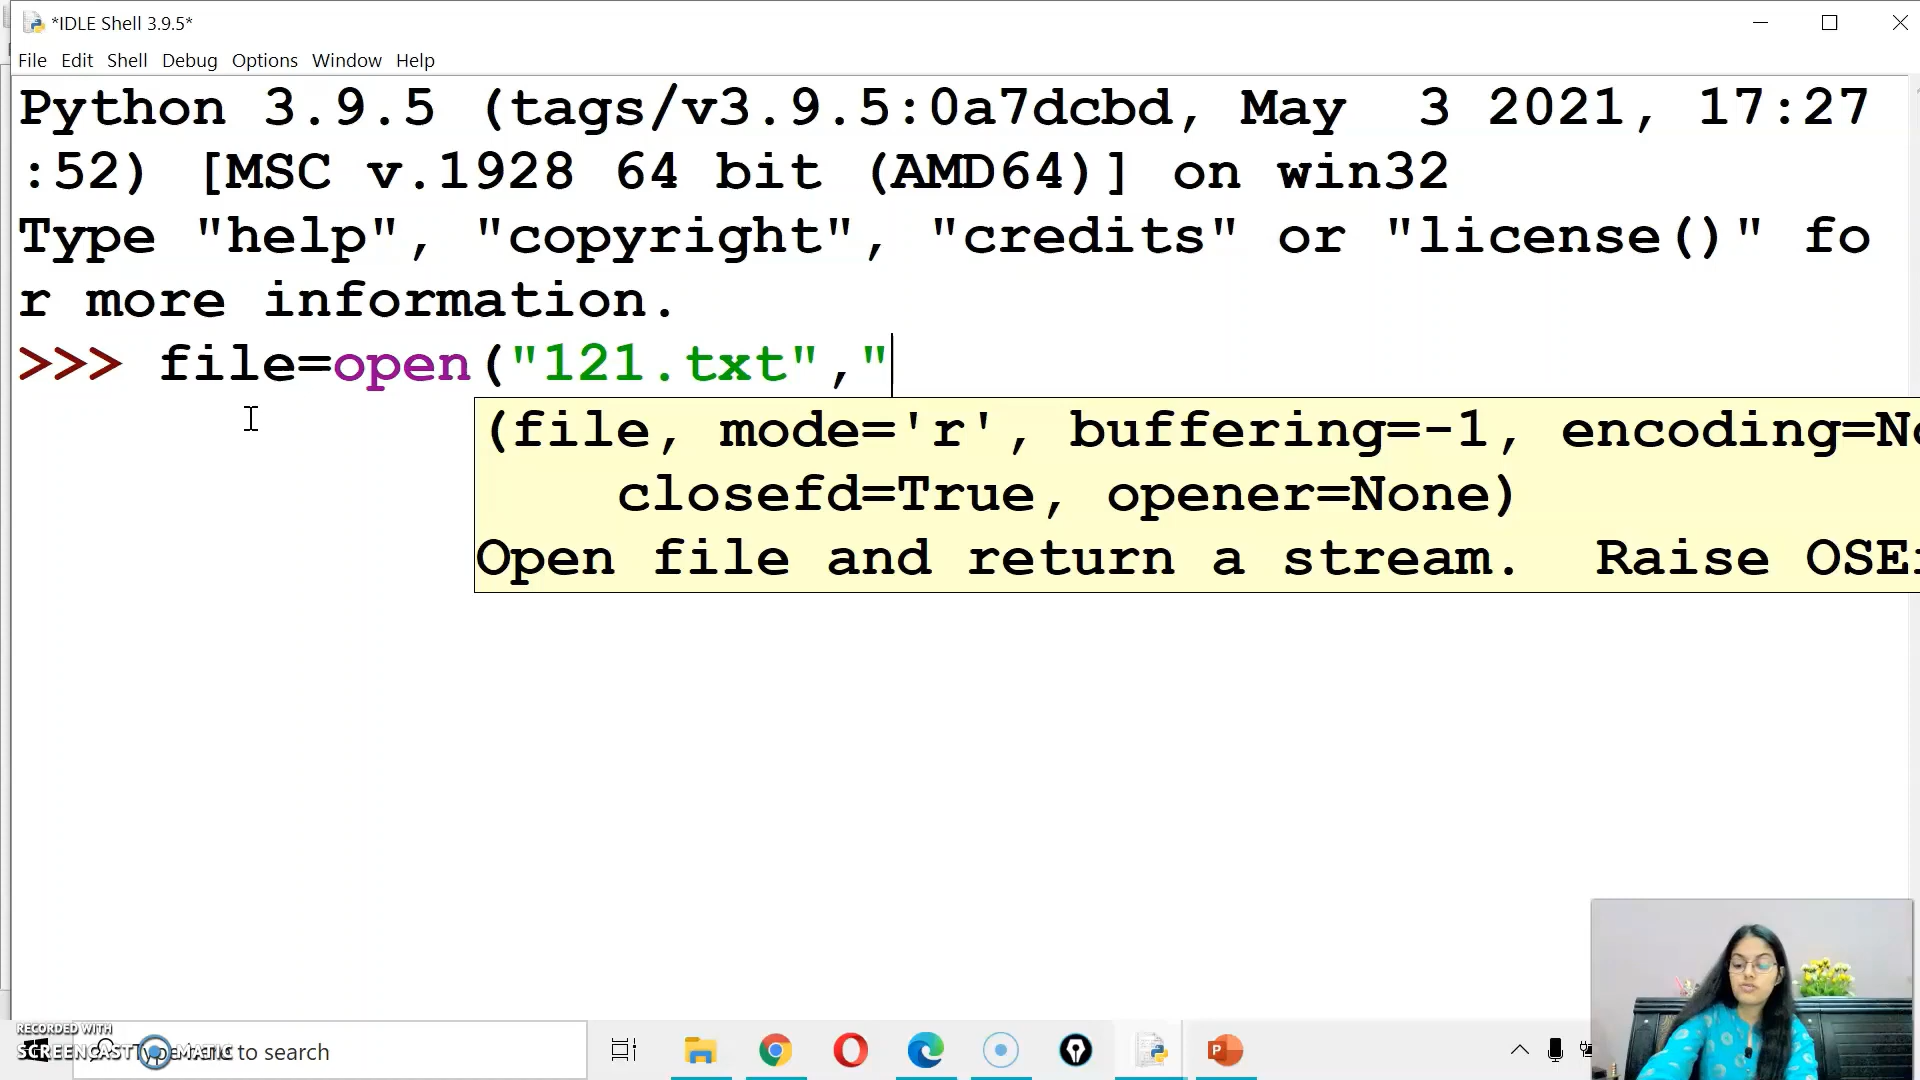 *IDLE Shell 3.9.5*
File Edit Shell Debug Options Window Help
Python 3.9.5 (tags/v3.9.5:0a7dcbd, May  3 2021, 17:27
:52) [MSC v.1928 64 bit (AMD64)] on win32
Type "help", "copyright", "credits" or "license()" fo
r more information.
>>> file=open("121.txt","
(file, mode='r', buffering=-1, encoding=No
closefd=True, opener=None)
Open file and return a stream.  Raise OSE
RECORDED WITH
SCREENCAST MATIC
to search